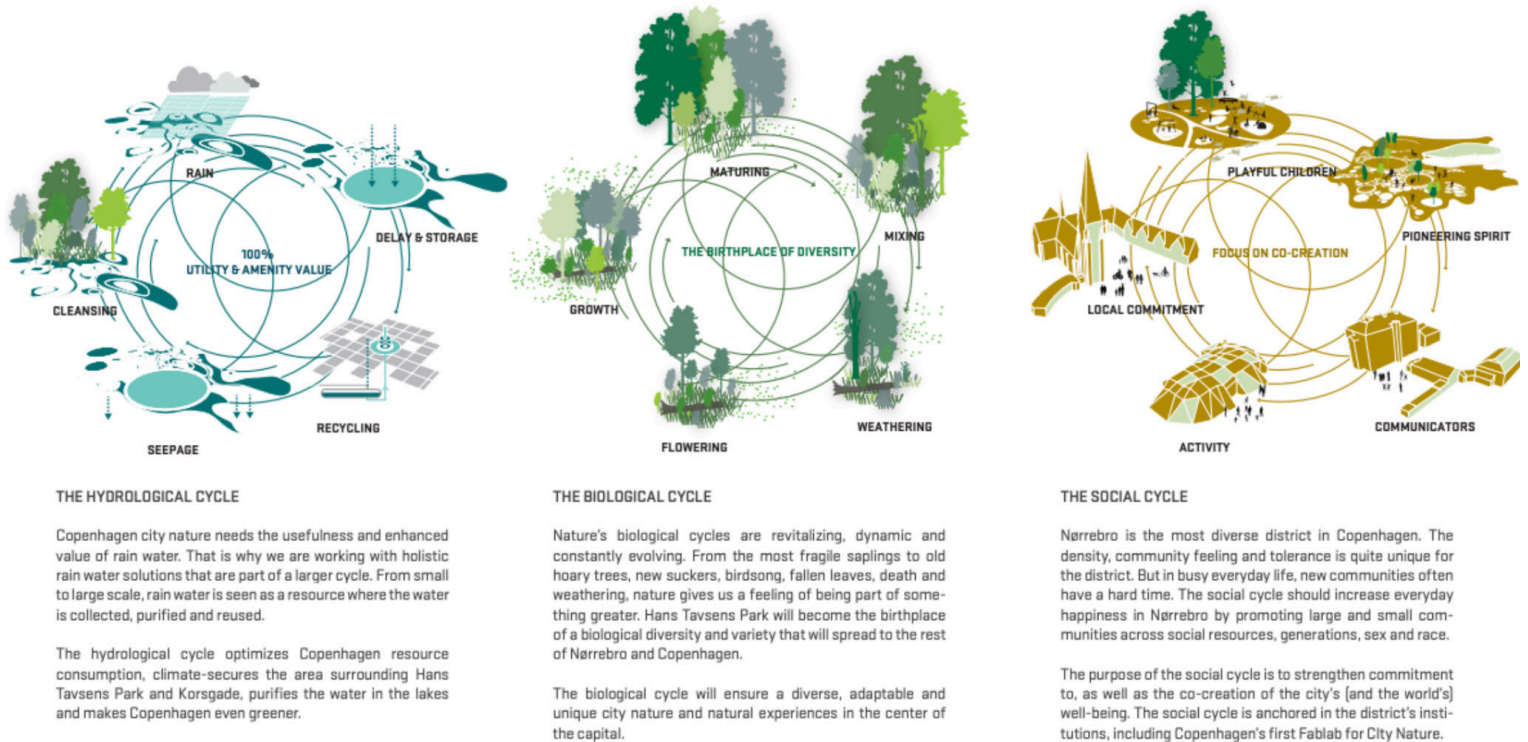 RAIN
DELAY & STORAGE
100%
UTILITY & AMENITY VALUE
CLEANSING
RECYCLING
SEEPAGE
THE HYDROLOGICAL CYCLE
Copenhagen city nature needs the usefulness and enhanced
value of rain water. That is why we are working with holistic
rain water solutions that are part of a larger cycle. From small
to large scale, rain water is seen as a resource where the water
is collected, purified and reused.
The hydrological cycle optimizes Copenhagen resource
consumption, climate-secures the area surrounding Hans
Tavsens Park and Korsgade, purifies the water in the lakes
and makes Copenhagen even greener.
MATURING
MIXING
THE BIRTHPLACE OF DIVERSITY
GROWTH
WEATHERING
FLOWERING
THE BIOLOGICAL CYCLE
Nature's biological cycles are revitalizing, dynamic and
constantly evolving. From the most fragile saplings to old
hoary trees, new suckers, birdsong, fallen leaves, death and
weathering, nature gives us a feeling of being part of some-
thing greater. Hans Tavsens Park will become the birthplace
of a biological diversity and variety that will spread to the rest
of Nørrebro and Copenhagen.
The biological cycle will ensure a diverse, adaptable and
unique city nature and natural experiences in the center of
the capital.
PLAYFUL CHILDREN
PIONEERING SPIRIT
FOCUS ON CO-CREATION
LOCAL COMMITMENT
COMMUNICATORS
ACTIVITY
THE SOCIAL CYCLE
Nørrebro is the most diverse district in Copenhagen. The
density, community feeling and tolerance is quite unique for
the district. But in busy everyday life, new communities often
have a hard time. The social cycle should increase everyday
happiness in Nørrebro by promoting large and small com-
munities across social resources, generations, sex and race.
The purpose of the social cycle is to strengthen commitment
to, as well as the co-creation of the city's (and the world's)
well-being. The social cycle is anchored in the district's insti-
tutions, including Copenhagen's first Fablab for CIty Nature.